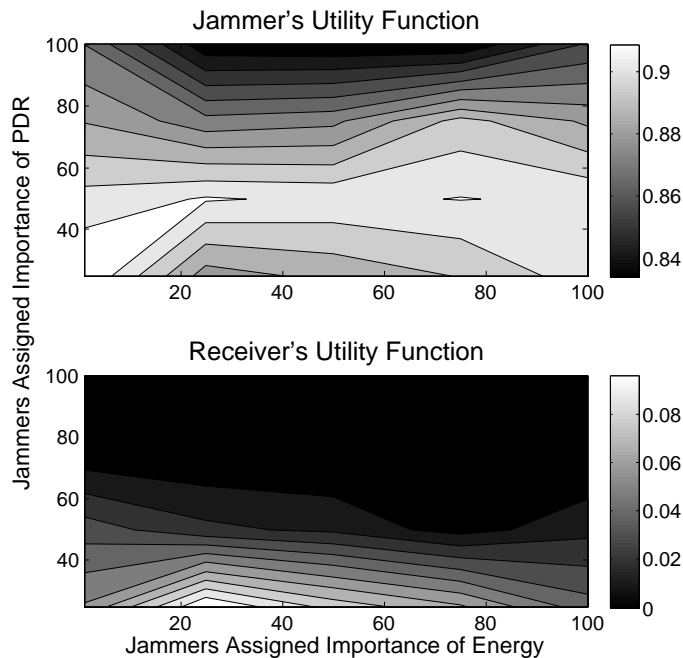 Jammer's Utility Function
100
80
60
40
20 40 60 80 100
0.9
0.88
0.86
0.84
Jammers Assigned Importance of PDR
Receiver's Utility Function
100
80
60
40
20 40 60 80 100
0.08
0.06
0.04
0.02
0
Jammers Assigned Importance of Energy